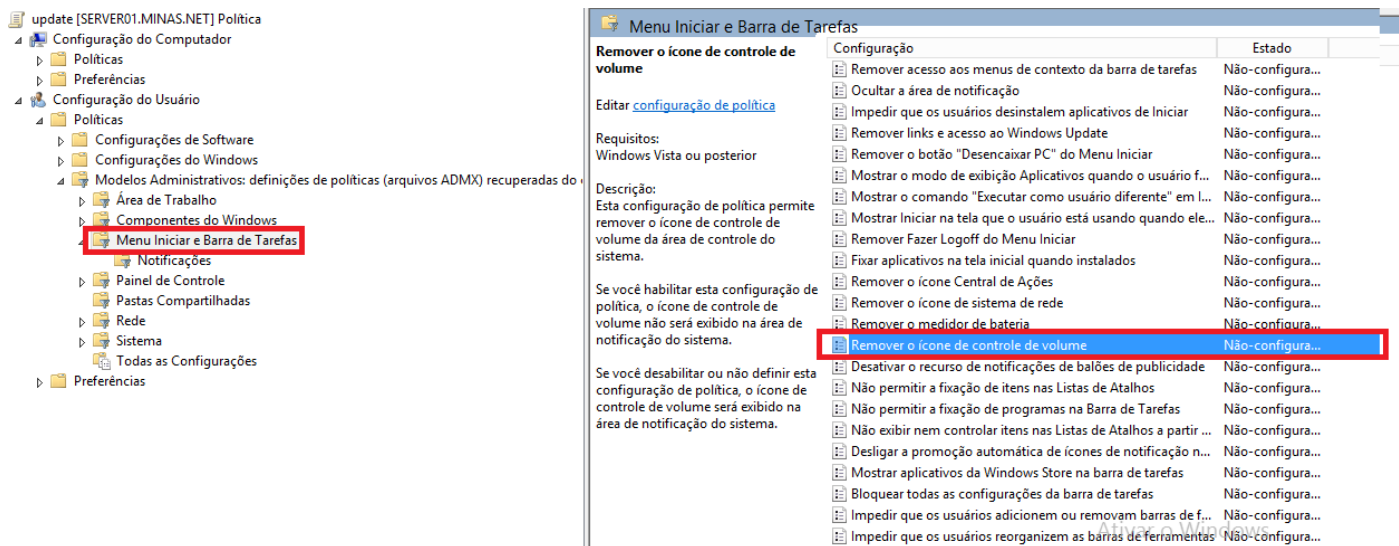 update [SERVER01.MINAS.NET] Política
Configuração do Computador
Políticas
Preferências
Configuração do Usuário
Políticas
Configurações de Software
Configurações do Windows
Modelos Administrativos: definições de políticas (arquivos ADMX) recuperadas do
Área de Trabalho
Componentes do Windows
Menu Iniciar e Barra de Tarefas
Notificações
Painel de Controle
Pastas Compartilhadas
Rede
Sistema
Todas as Configurações
Preferências
Menu Iniciar e Barra de Tarefas
Remover o ícone de controle de
volume
Editar configuração de política
Requisitos:
Windows Vista ou posterior
Descrição:
Esta configuração de política permite
remover o ícone de controle de
volume da área de controle do
sistema.
Se você habilitar esta configuração de
política, o ícone de controle de
volume não será exibido na área de
notificação do sistema.
Se você desabilitar ou não definir esta
configuração de política, o ícone de
controle de volume será exibido na
área de notificação do sistema.
Configuração Estado
Remover acesso aos menus de contexto da barra de tarefas Não-configura...
Ocultar a área de notificação Não-configura...
Impedir que os usuários desinstalem aplicativos de Iniciar Não-configura...
Remover links e acesso ao Windows Update Não-configura...
Remover o botão "Desencaixar PC" do Menu Iniciar Não-configura...
Mostrar o modo de exibição Aplicativos quando o usuário f... Não-configura...
Mostrar o comando "Executar como usuário diferente" em I... Não-configura...
Mostrar Iniciar na tela que o usuário está usando quando ele... Não-configura...
Remover Fazer Logoff do Menu Iniciar Não-configura...
Fixar aplicativos na tela inicial quando instalados Não-configura...
Remover o ícone Central de Ações Não-configura...
Remover o ícone de sistema de rede Não-configura...
Remover o medidor de bateria Não-configura...
Remover o ícone de controle de volume Não-configura...
Desativar o recurso de notificações de balões de publicidade Não-configura...
Não permitir a fixação de itens nas Listas de Atalhos Não-configura...
Não permitir a fixação de programas na Barra de Tarefas Não-configura...
Não exibir nem controlar itens nas Listas de Atalhos a partir ... Não-configura...
Desligar a promoção automática de ícones de notificação n... Não-configura...
Mostrar aplicativos da Windows Store na barra de tarefas Não-configura...
Bloquear todas as configurações da barra de tarefas Não-configura...
Impedir que os usuários adicionem ou removam barras de f... Não-configura...
Impedir que os usuários reorganizem as barras de ferramentas Não-configura...
Ativar o Windows